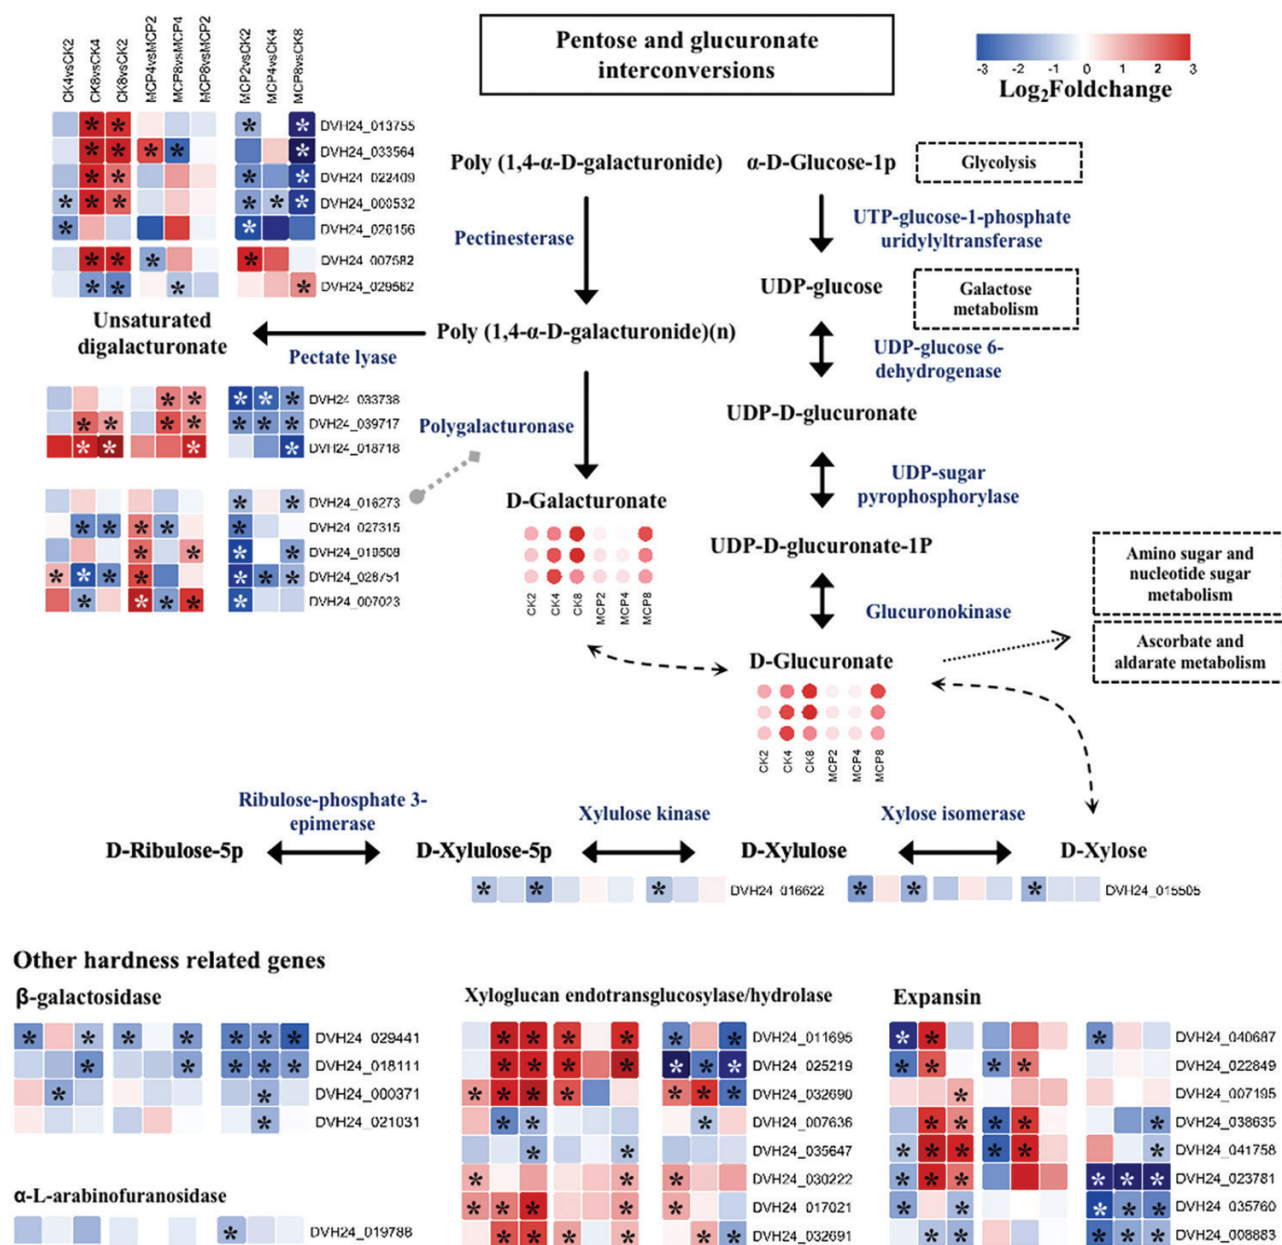 CK4vsCK2
CK8vsCK4
CK8vsCK2
MCP4vsMCP2
MCP8vsMCP4
MCP8vsMCP2
MCP2vsCK2
MCP4vsCK4
MCP8vsCK8
Pentose and glucuronate
interconversions
-3 -2 -1 0 1 2 3
Log2Foldchange
DVH24_013755
DVH24_033564
DVH24_022409
DVH24_000532
DVH24_026156
DVH24_007582
DVH24_029582
Poly (1,4-α-D-galacturonide)
α-D-Glucose-1p
Glycolysis
Pectinesterase
UTP-glucose-1-phosphate
uridylyltransferase
UDP-glucose
Galactose
metabolism
Unsaturated
digalacturonate
Pectate lyase
Poly (1,4-α-D-galacturonide)(n)
UDP-glucose 6-
dehydrogenase
DVH24_033738
DVH24_039717
DVH24_018718
Polygalacturonase
UDP-D-glucuronate
UDP-sugar
pyrophosphorylase
DVH24_016273
DVH24_027315
DVH24_019508
DVH24_028751
DVH24_007023
D-Galacturonate
CK2
CK4
CK8
MCP2
MCP4
MCP8
UDP-D-glucuronate-1P
Amino sugar and
nucleotide sugar
metabolism
Glucuronokinase
Ascorbate and
aldarate metabolism
D-Glucuronate
CK2
CK4
CK8
MCP2
MCP4
MCP8
Ribulose-phosphate 3-
epimerase
Xylulose kinase
Xylose isomerase
D-Ribulose-5p
D-Xylulose-5p
D-Xylulose
D-Xylose
* * * DVH24_016622
* * * DVH24_015505
Other hardness related genes
β-galactosidase
DVH24_029441
DVH24_018111
DVH24_000371
DVH24_021031
α-L-arabinofuranosidase
DVH24_019788
Xyloglucan endotransglucosylase/hydrolase
DVH24_011695
DVH24_025219
DVH24_032690
DVH24_007636
DVH24_035647
DVH24_030222
DVH24_017021
DVH24_032691
Expansin
DVH24_040687
DVH24_022849
DVH24_007195
DVH24_038635
DVH24_041758
DVH24_023781
DVH24_035760
DVH24_008883